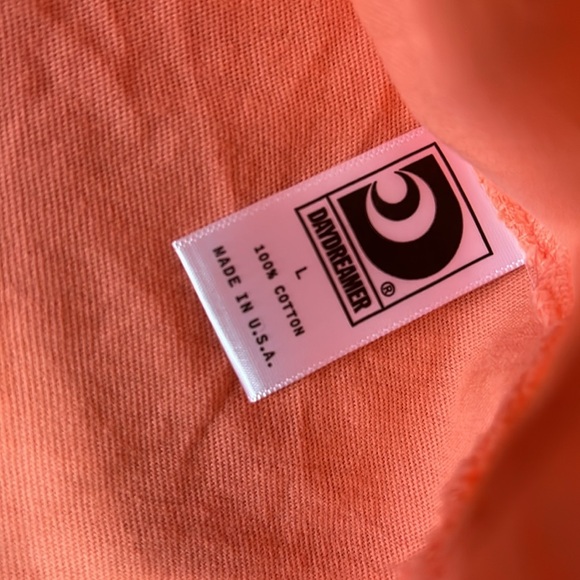 DAYDREAMER
®
L
100% COTTON
MADE IN U.S.A.